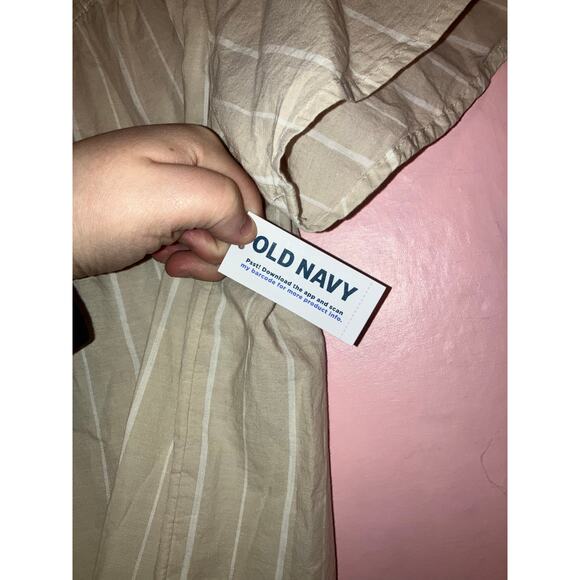 OLD NAVY
Psst! Download the app and scan
my barcode for more product info.